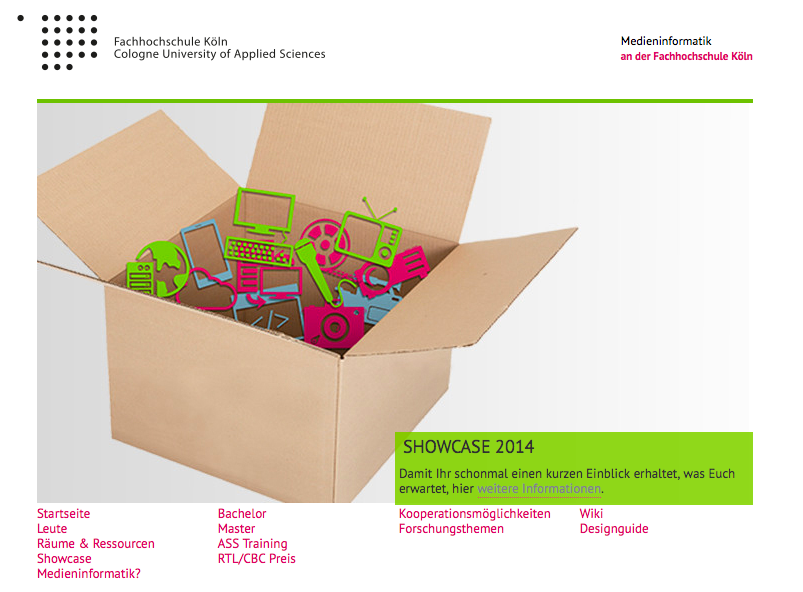 Fachhochschule Köln
Cologne University of Applied Sciences
Medieninformatik
an der Fachhochschule Köln
</>
SHOWCASE 2014
Damit Ihr schonmal einen kurzen Einblick erhaltet, was Euch
erwartet, hier weitere Informationen.
Startseite
Leute
Räume & Ressourcen
Showcase
Medieninformatik?
Bachelor
Master
ASS Training
RTL/CBC Preis
Kooperationsmöglichkeiten
Forschungsthemen
Wiki
Designguide